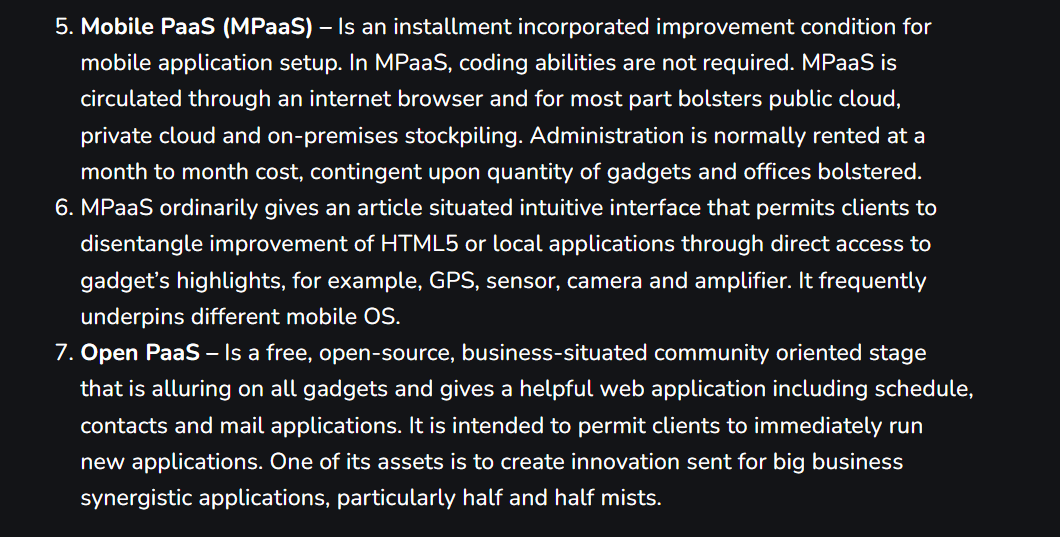 5. Mobile PaaS (MPaaS) – Is an installment incorporated improvement condition for
mobile application setup. In MPaaS, coding abilities are not required. MPaaS is
circulated through an internet browser and for most part bolsters public cloud,
private cloud and on-premises stockpiling. Administration is normally rented at a
month to month cost, contingent upon quantity of gadgets and offices bolstered.
6. MPaaS ordinarily gives an article situated intuitive interface that permits clients to
disentangle improvement of HTML5 or local applications through direct access to
gadget’s highlights, for example, GPS, sensor, camera and amplifier. It frequently
underpins different mobile OS.
7. Open PaaS – Is a free, open-source, business-situated community oriented stage
that is alluring on all gadgets and gives a helpful web application including schedule,
contacts and mail applications. It is intended to permit clients to immediately run
new applications. One of its assets is to create innovation sent for big business
synergistic applications, particularly half and half mists.